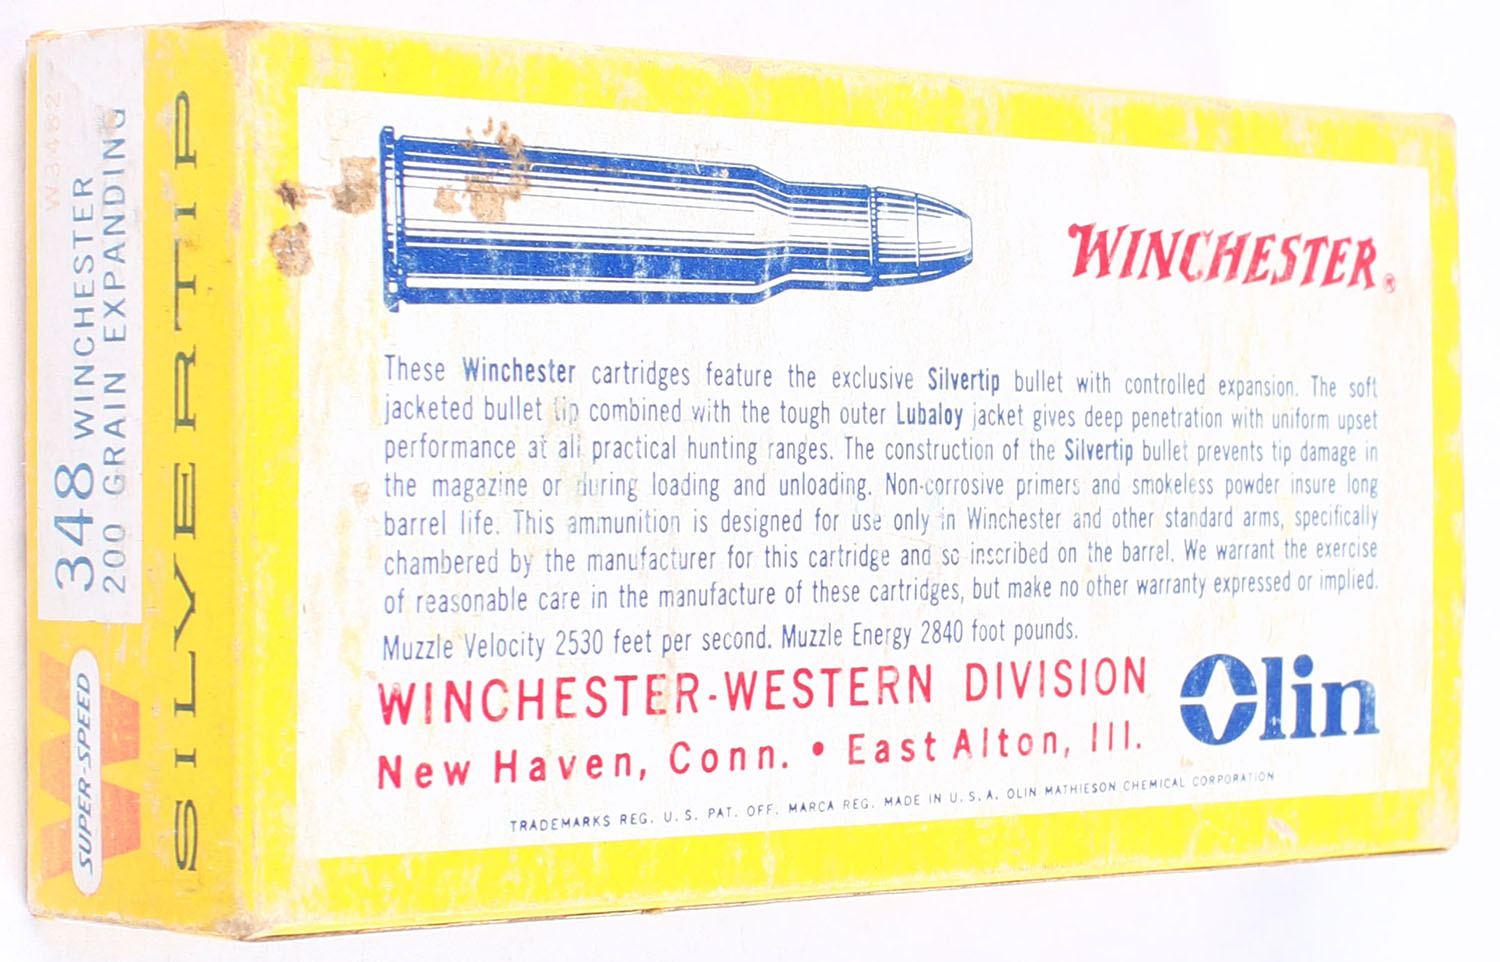 W3482
348 WINCHESTER
200 GRAIN EXPANDING
SUPER-SPEED
SILVERTIP
WINCHESTER®
These Winchester cartridges feature the exclusive Silvertip bullet with controlled expansion. The soft
jacketed bullet tip combined with the tough outer Lubaloy jacket gives deep penetration with uniform upset
performance at all practical hunting ranges. The construction of the Silvertip bullet prevents tip damage in
the magazine or during loading and unloading. Non-corrosive primers and smokeless powder insure long
barrel life. This ammunition is designed for use only in Winchester and other standard arms, specifically
chambered by the manufacturer for this cartridge and so inscribed on the barrel. We warrant the exercise
of reasonable care in the manufacture of these cartridges, but make no other warranty expressed or implied.
Muzzle Velocity 2530 feet per second. Muzzle Energy 2840 foot pounds.
WINCHESTER-WESTERN DIVISION
New Haven, Conn. • East Alton, Ill.
Olin
TRADEMARKS REG. U. S. PAT. OFF. MARCA REG. MADE IN U. S. A. OLIN MATHIESON CHEMICAL CORPORATION